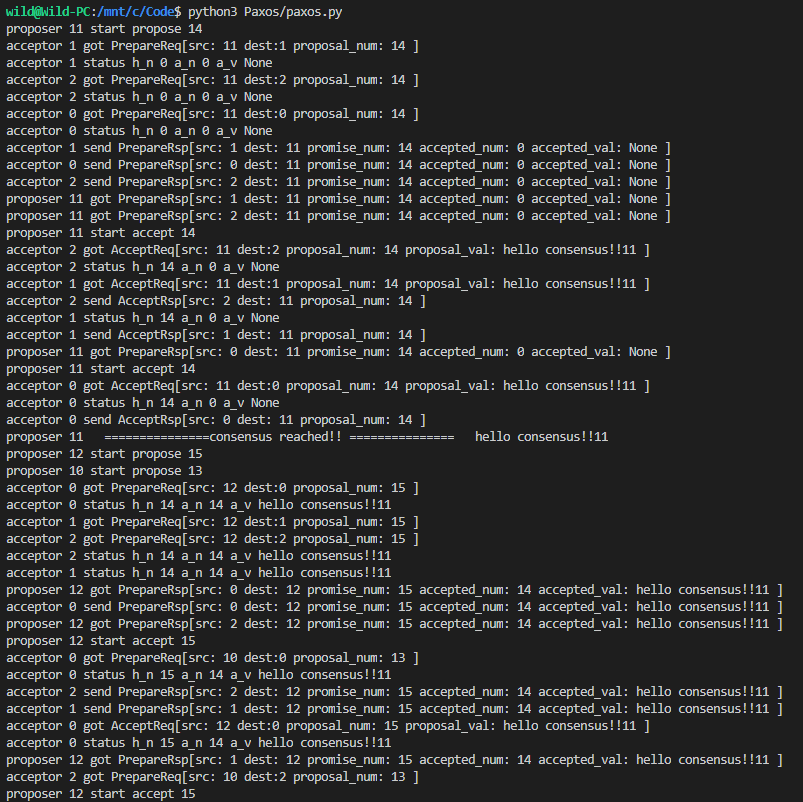 wild@Wild-PC:/mnt/c/Code$ python3 Paxos/paxos.py
proposer 11 start propose 14
acceptor 1 got PrepareReq[src: 11 dest:1 proposal_num: 14 ]
acceptor 1 status h_n 0 a_n 0 a_v None
acceptor 2 got PrepareReq[src: 11 dest:2 proposal_num: 14 ]
acceptor 2 status h_n 0 a_n 0 a_v None
acceptor 0 got PrepareReq[src: 11 dest:0 proposal_num: 14 ]
acceptor 0 status h_n 0 a_n 0 a_v None
acceptor 1 send PrepareRsp[src: 1 dest: 11 promise_num: 14 accepted_num: 0 accepted_val: None ]
acceptor 0 send PrepareRsp[src: 0 dest: 11 promise_num: 14 accepted_num: 0 accepted_val: None ]
acceptor 2 send PrepareRsp[src: 2 dest: 11 promise_num: 14 accepted_num: 0 accepted_val: None ]
proposer 11 got PrepareRsp[src: 1 dest: 11 promise_num: 14 accepted_num: 0 accepted_val: None ]
proposer 11 got PrepareRsp[src: 2 dest: 11 promise_num: 14 accepted_num: 0 accepted_val: None ]
proposer 11 start accept 14
acceptor 2 got AcceptReq[src: 11 dest:2 proposal_num: 14 proposal_val: hello consensus!!11 ]
acceptor 2 status h_n 14 a_n 0 a_v None
acceptor 1 got AcceptReq[src: 11 dest:1 proposal_num: 14 proposal_val: hello consensus!!11 ]
acceptor 2 send AcceptRsp[src: 2 dest: 11 proposal_num: 14 ]
acceptor 1 status h_n 14 a_n 0 a_v None
acceptor 1 send AcceptRsp[src: 1 dest: 11 proposal_num: 14 ]
proposer 11 got PrepareRsp[src: 0 dest: 11 promise_num: 14 accepted_num: 0 accepted_val: None ]
proposer 11 start accept 14
acceptor 0 got AcceptReq[src: 11 dest:0 proposal_num: 14 proposal_val: hello consensus!!11 ]
acceptor 0 status h_n 14 a_n 0 a_v None
acceptor 0 send AcceptRsp[src: 0 dest: 11 proposal_num: 14 ]
proposer 11   ===============consensus reached!! ===============   hello consensus!!11
proposer 12 start propose 15
proposer 10 start propose 13
acceptor 0 got PrepareReq[src: 12 dest:0 proposal_num: 15 ]
acceptor 0 status h_n 14 a_n 14 a_v hello consensus!!11
acceptor 1 got PrepareReq[src: 12 dest:1 proposal_num: 15 ]
acceptor 2 got PrepareReq[src: 12 dest:2 proposal_num: 15 ]
acceptor 2 status h_n 14 a_n 14 a_v hello consensus!!11
acceptor 1 status h_n 14 a_n 14 a_v hello consensus!!11
proposer 12 got PrepareRsp[src: 0 dest: 12 promise_num: 15 accepted_num: 14 accepted_val: hello consensus!!11 ]
acceptor 0 send PrepareRsp[src: 0 dest: 12 promise_num: 15 accepted_num: 14 accepted_val: hello consensus!!11 ]
proposer 12 got PrepareRsp[src: 2 dest: 12 promise_num: 15 accepted_num: 14 accepted_val: hello consensus!!11 ]
proposer 12 start accept 15
acceptor 0 got PrepareReq[src: 10 dest:0 proposal_num: 13 ]
acceptor 0 status h_n 15 a_n 14 a_v hello consensus!!11
acceptor 2 send PrepareRsp[src: 2 dest: 12 promise_num: 15 accepted_num: 14 accepted_val: hello consensus!!11 ]
acceptor 1 send PrepareRsp[src: 1 dest: 12 promise_num: 15 accepted_num: 14 accepted_val: hello consensus!!11 ]
acceptor 0 got AcceptReq[src: 12 dest:0 proposal_num: 15 proposal_val: hello consensus!!11 ]
acceptor 0 status h_n 15 a_n 14 a_v hello consensus!!11
proposer 12 got PrepareRsp[src: 1 dest: 12 promise_num: 15 accepted_num: 14 accepted_val: hello consensus!!11 ]
acceptor 2 got PrepareReq[src: 10 dest:2 proposal_num: 13 ]
proposer 12 start accept 15